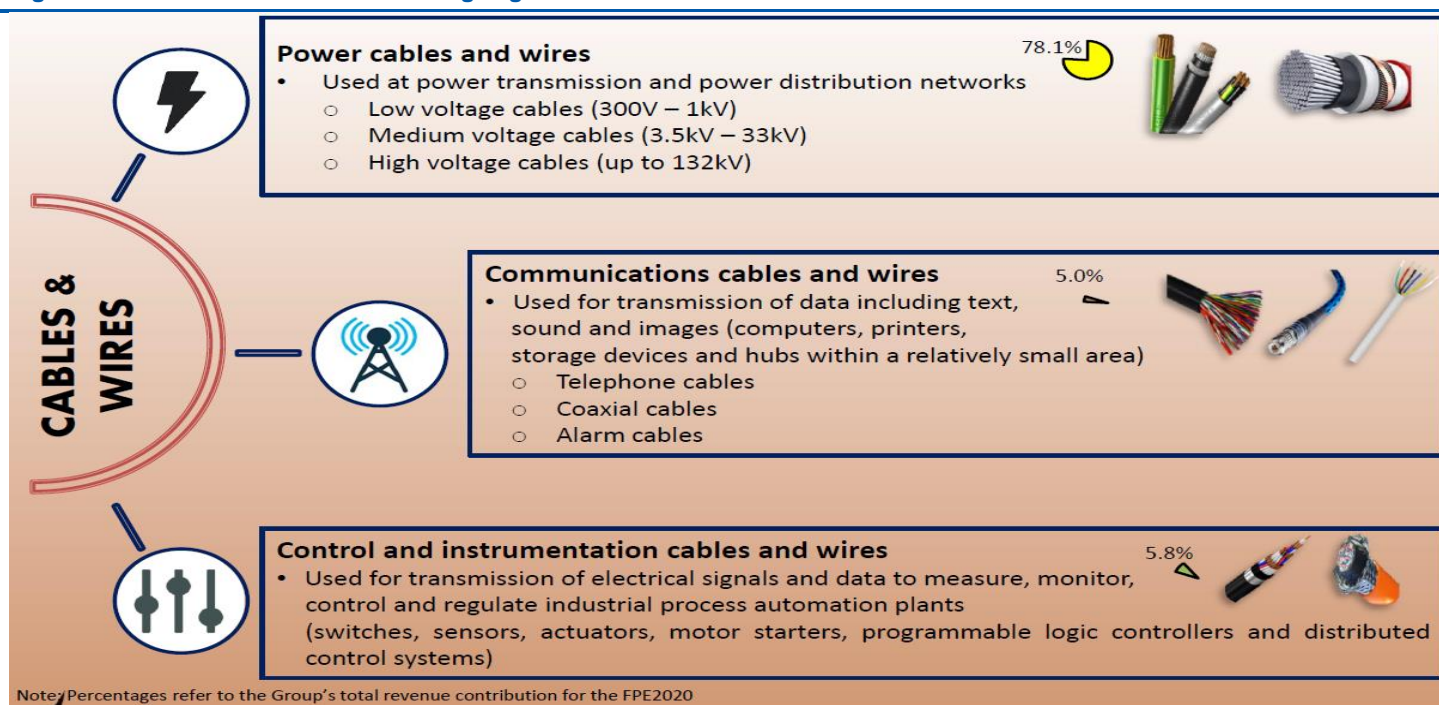 Power cables and wires
78.1%
• Used at power transmission and power distribution networks
○ Low voltage cables (300V – 1kV)
○ Medium voltage cables (3.5kV – 33kV)
○ High voltage cables (up to 132kV)
CABLES &
WIRES
Communications cables and wires
5.0%
• Used for transmission of data including text,
sound and images (computers, printers,
storage devices and hubs within a relatively small area)
○ Telephone cables
○ Coaxial cables
○ Alarm cables
Control and instrumentation cables and wires
5.8%
• Used for transmission of electrical signals and data to measure, monitor,
control and regulate industrial process automation plants
(switches, sensors, actuators, motor starters, programmable logic controllers and distributed
control systems)
Note: Percentages refer to the Group's total revenue contribution for the FPE2020